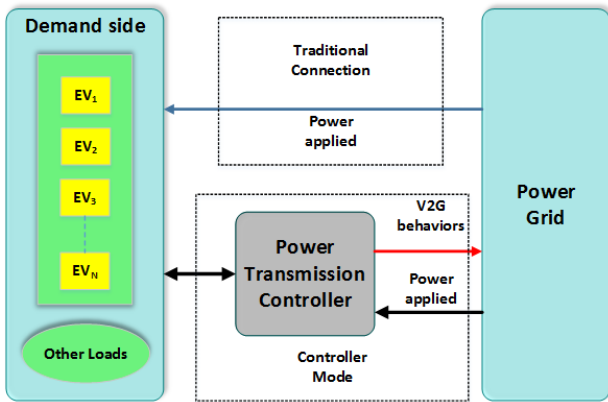 Demand side
EV1
EV2
EV3
EVN
Other Loads
Traditional
Connection
Power
applied
V2G
behaviors
Power
Transmission
Controller
Power
applied
Controller
Mode
Power
Grid